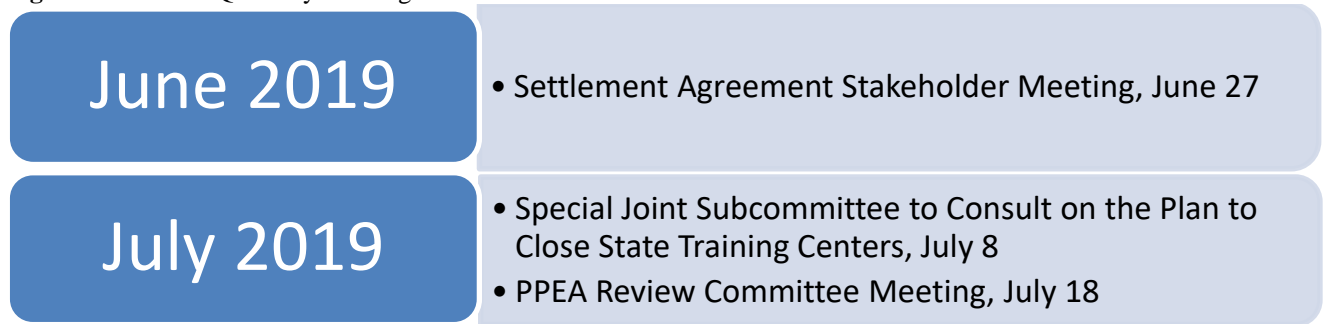 June 2019
• Settlement Agreement Stakeholder Meeting, June 27
July 2019
• Special Joint Subcommittee to Consult on the Plan to
Close State Training Centers, July 8
• PPEA Review Committee Meeting, July 18